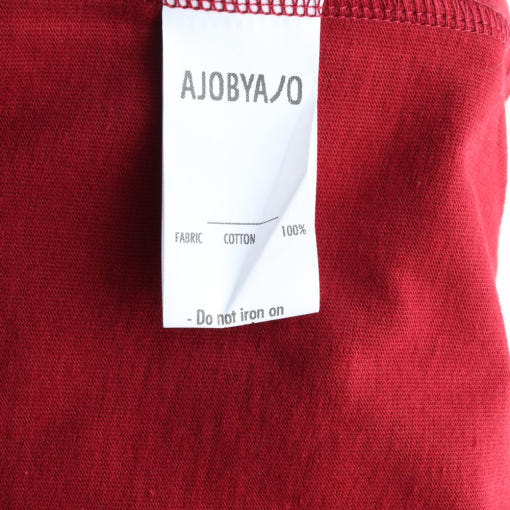 AJOBYAJO
FABRIC COTTON 100%
- Do not iron on